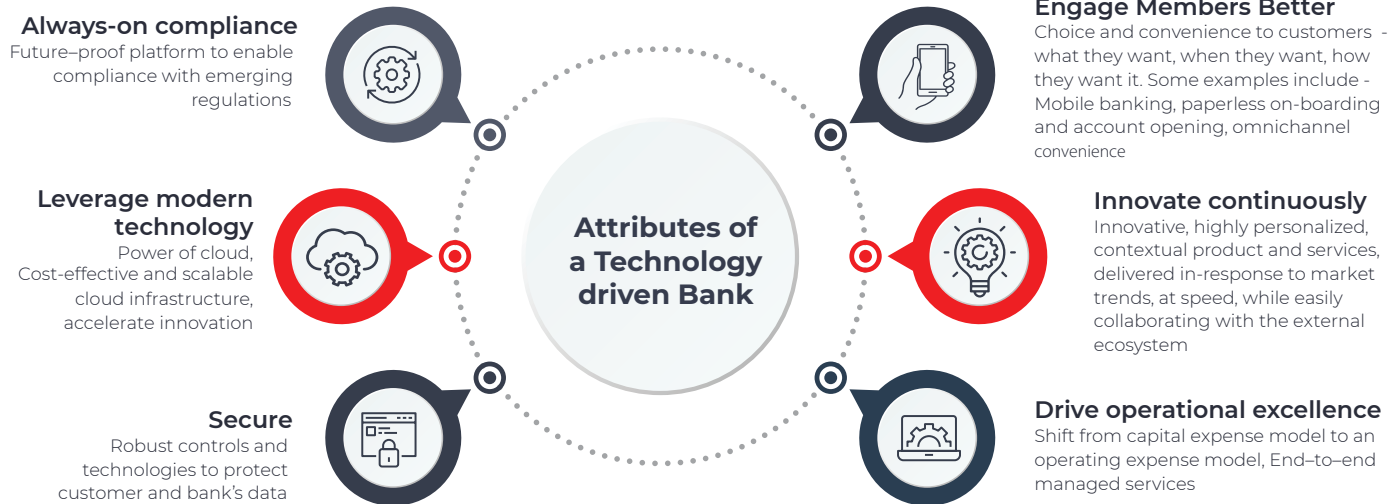 Always-on compliance
Future–proof platform to enable
compliance with emerging
regulations
Leverage modern
technology
Power of cloud,
Cost-effective and scalable
cloud infrastructure,
accelerate innovation
Secure
Robust controls and
technologies to protect
customer and bank's data
Attributes of
a Technology
driven Bank
Engage Members Better
Choice and convenience to customers -
what they want, when they want, how
they want it. Some examples include -
Mobile banking, paperless on-boarding
and account opening, omnichannel
convenience
Innovate continuously
Innovative, highly personalized,
contextual product and services,
delivered in-response to market
trends, at speed, while easily
collaborating with the external
ecosystem
Drive operational excellence
Shift from capital expense model to an
operating expense model, End–to–end
managed services